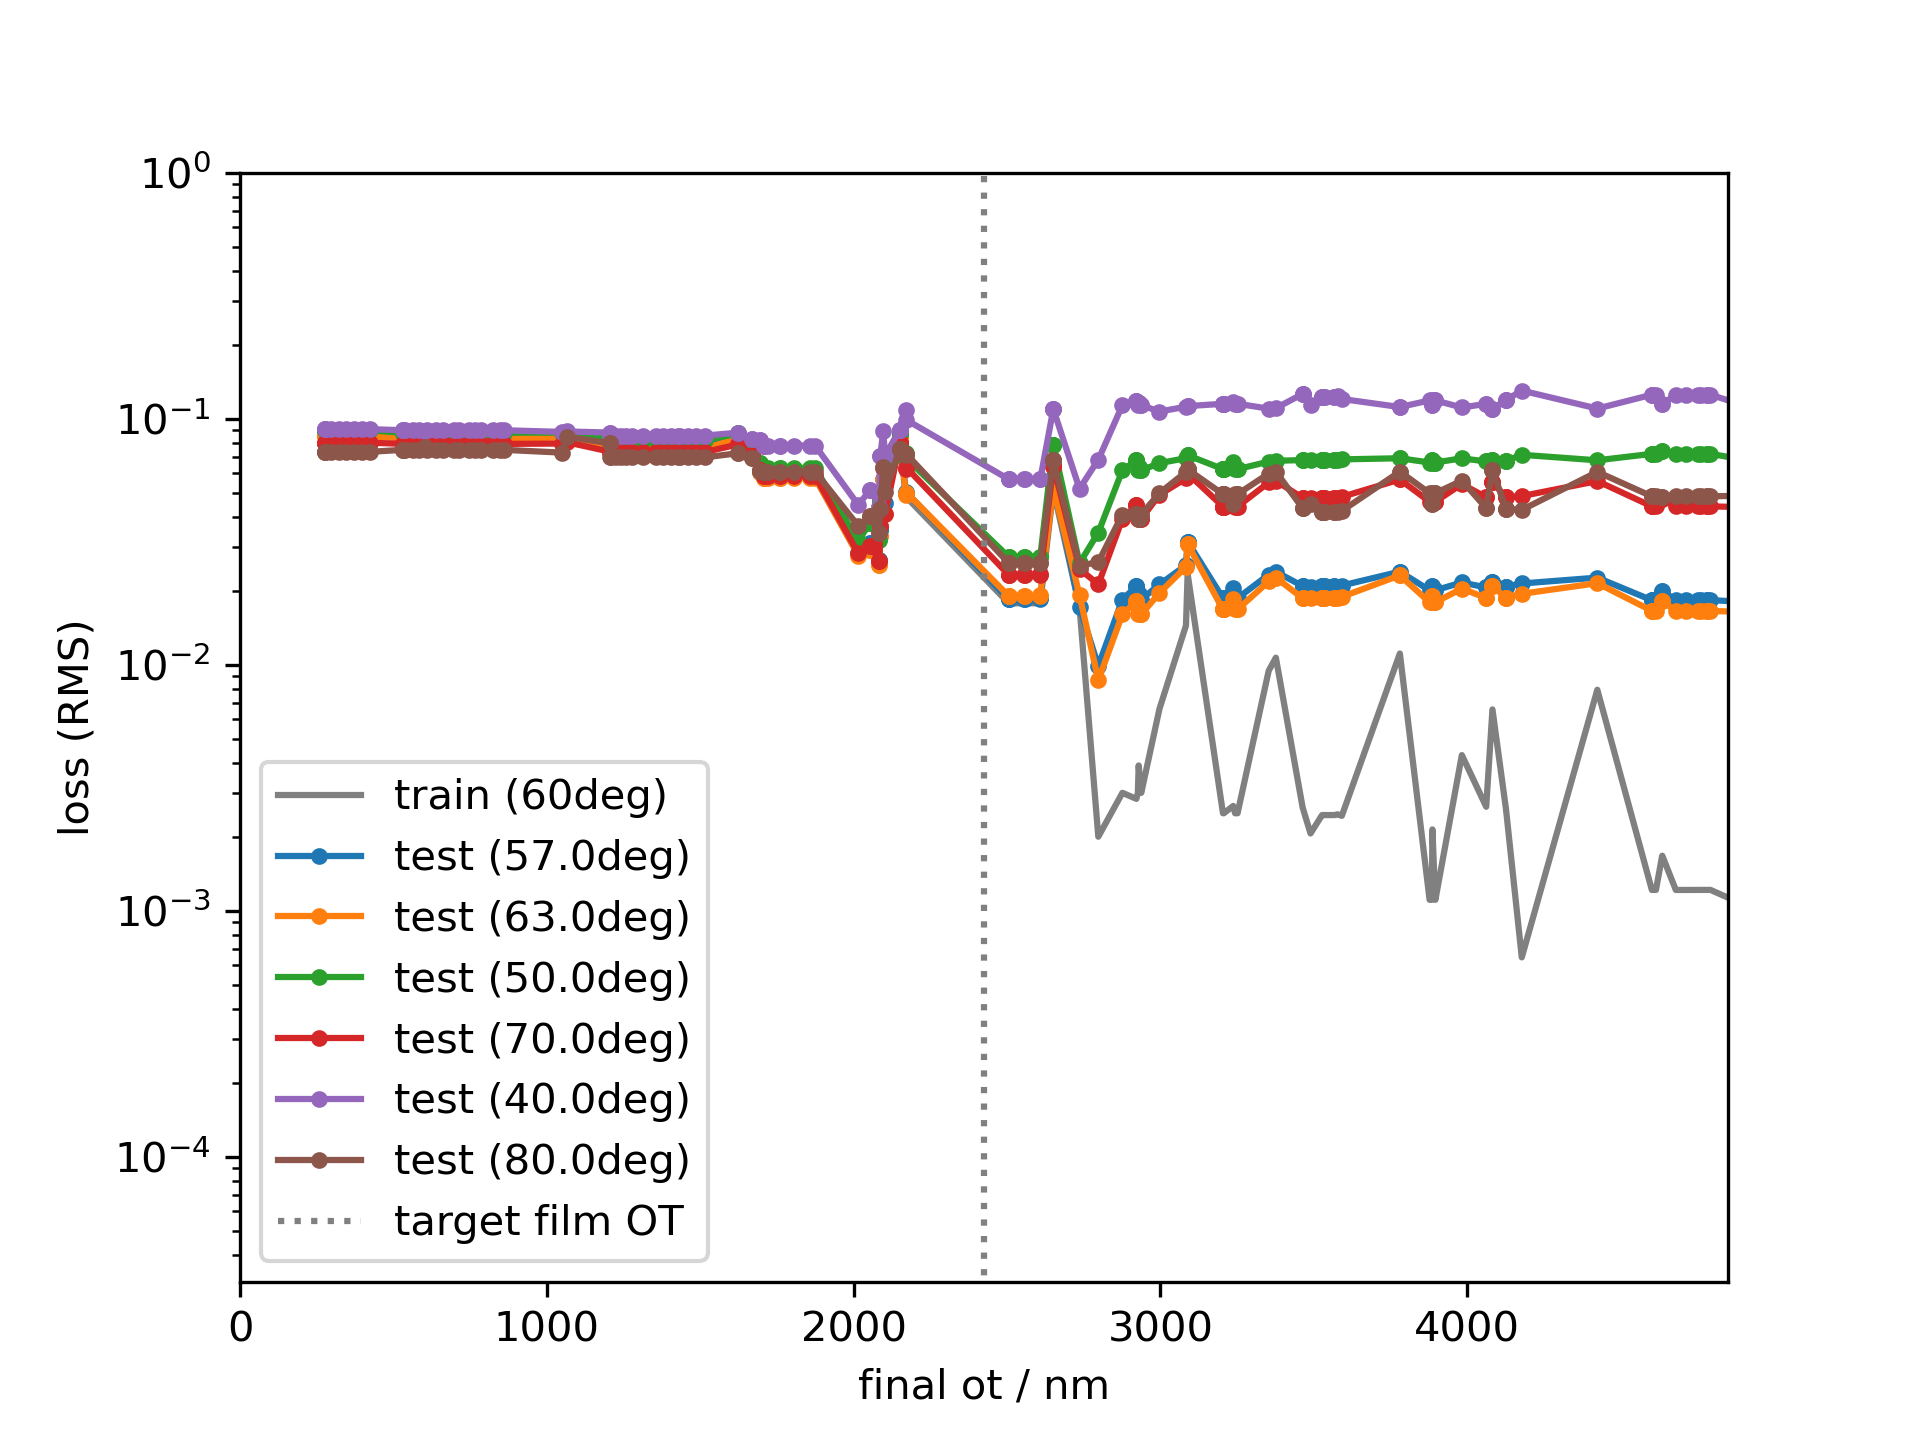 10⁰
10⁻¹
10⁻²
10⁻³
10⁻⁴
loss (RMS)
train (60deg)
test (57.0deg)
test (63.0deg)
test (50.0deg)
test (70.0deg)
test (40.0deg)
test (80.0deg)
target film OT
0 1000 2000 3000 4000
final ot / nm